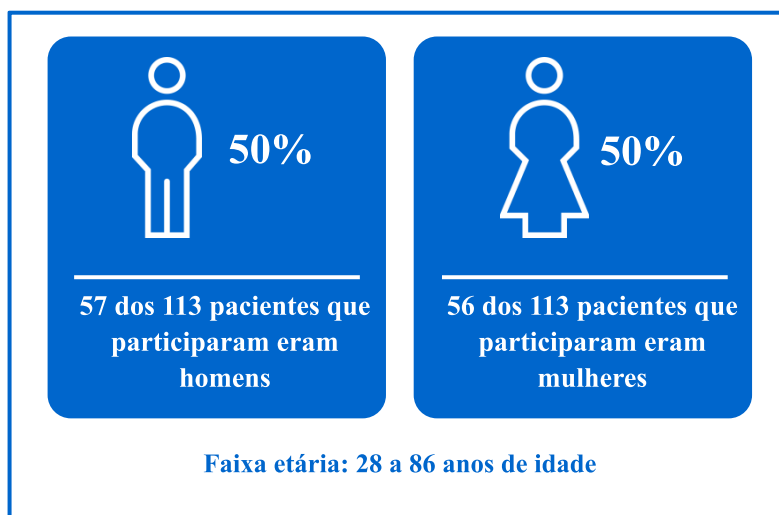 50%
57 dos 113 pacientes que
participaram eram
homens
50%
56 dos 113 pacientes que
participaram eram
mulheres
Faixa etária: 28 a 86 anos de idade